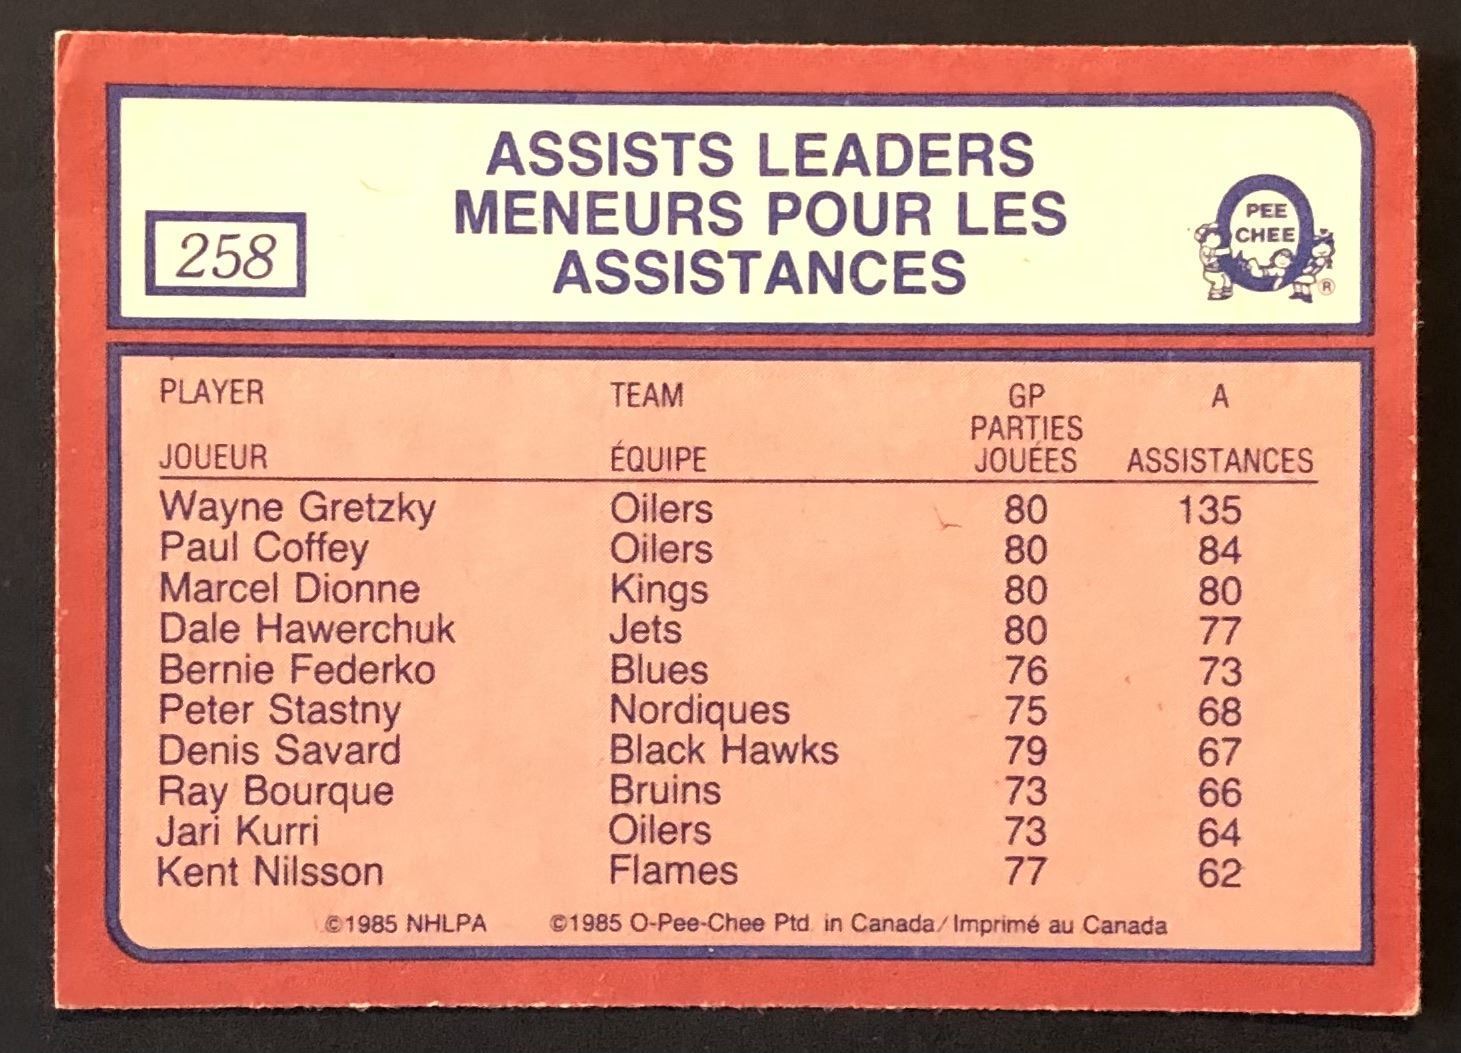 ASSISTS LEADERS
MENEURS POUR LES
ASSISTANCES
258
PEE
CHEE
®
PLAYER TEAM GP A
PARTIES
JOUEUR ÉQUIPE JOUÉES ASSISTANCES
Wayne Gretzky Oilers 80 135
Paul Coffey Oilers 80 84
Marcel Dionne Kings 80 80
Dale Hawerchuk Jets 80 77
Bernie Federko Blues 76 73
Peter Stastny Nordiques 75 68
Denis Savard Black Hawks 79 67
Ray Bourque Bruins 73 66
Jari Kurri Oilers 73 64
Kent Nilsson Flames 77 62
©1985 NHLPA ©1985 O-Pee-Chee Ptd. in Canada/Imprimé au Canada